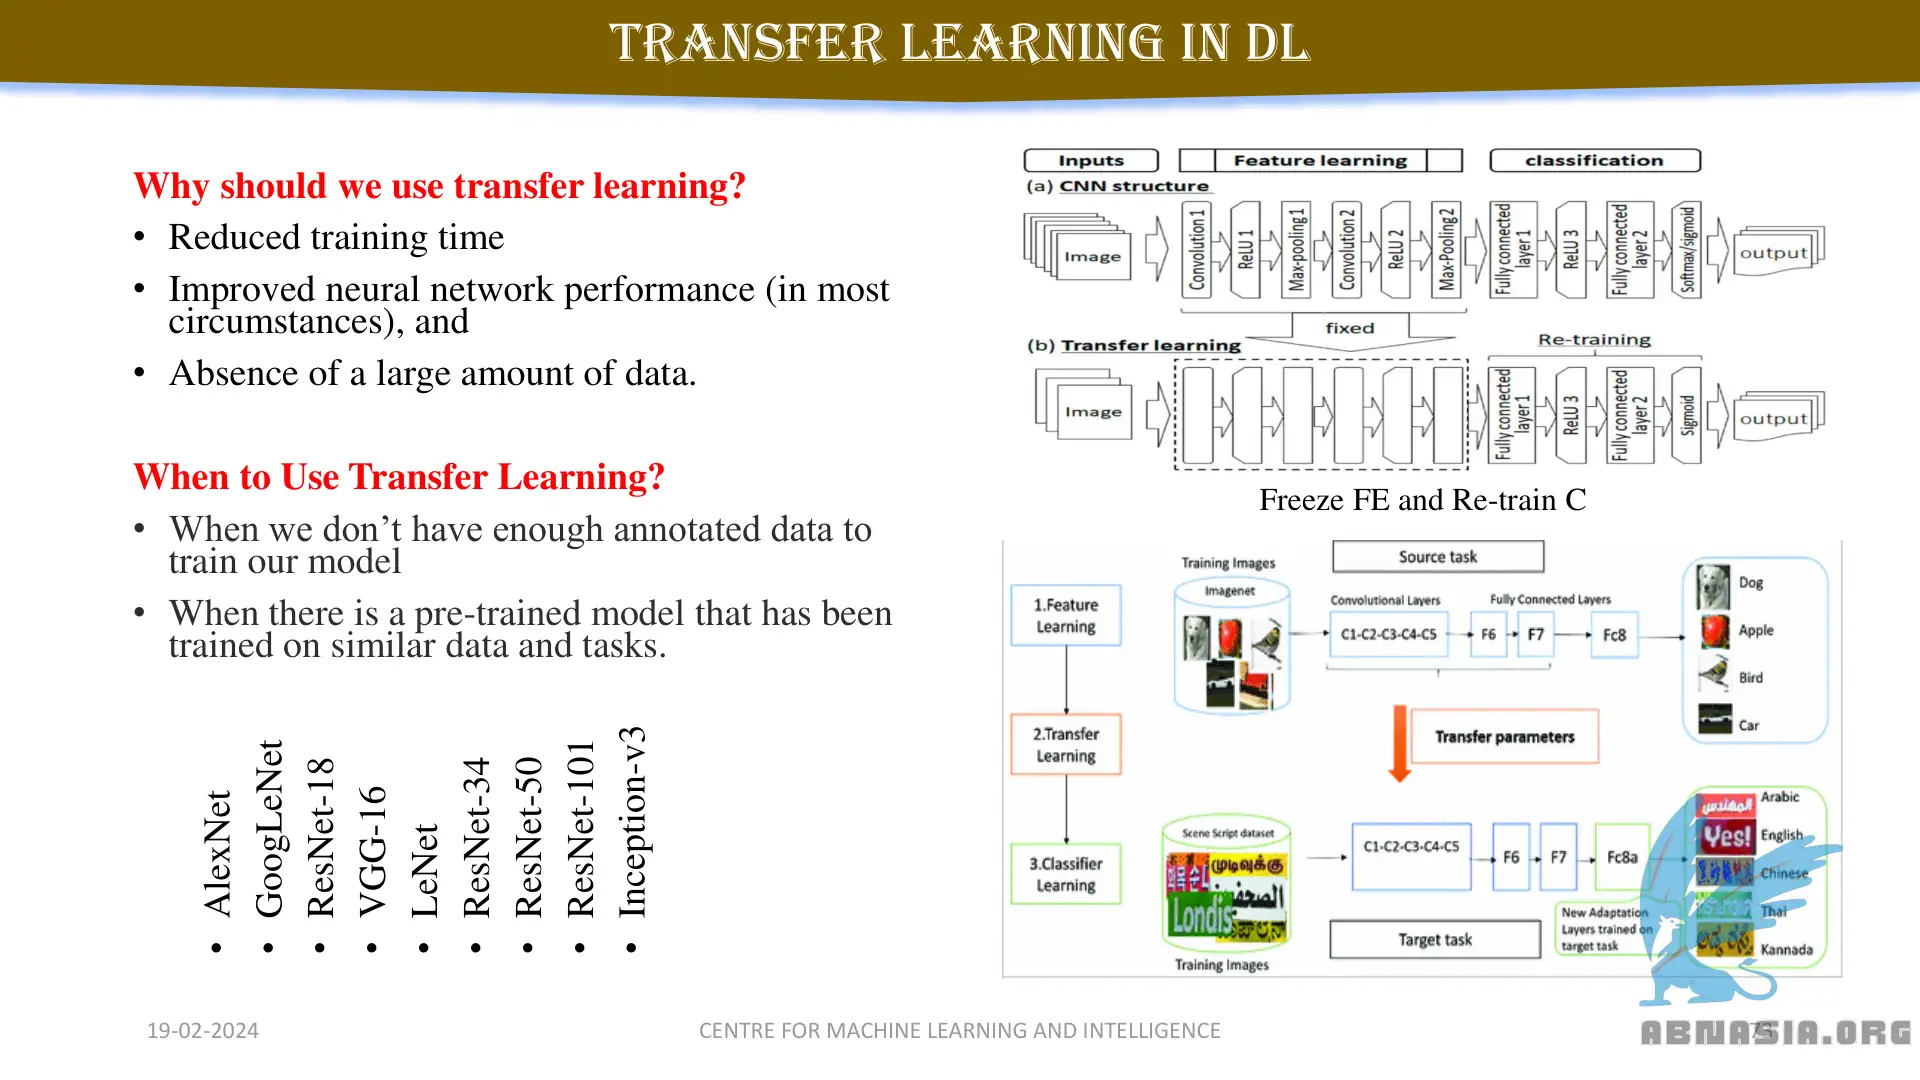 TRANSFER LEARNING IN DL
Why should we use transfer learning?
• Reduced training time
• Improved neural network performance (in most
circumstances), and
• Absence of a large amount of data.
When to Use Transfer Learning?
• When we don’t have enough annotated data to
train our model
• When there is a pre-trained model that has been
trained on similar data and tasks.
• AlexNet
• GoogLeNet
• ResNet-18
• VGG-16
• LeNet
• ResNet-34
• ResNet-50
• ResNet-101
• Inception-v3
Inputs
Feature learning
classification
(a) CNN structure
Image
Convolution 1
ReLU 1
Max-pooling 1
Convolution 2
ReLU 2
Max-Pooling 2
Fully connected
layer 1
ReLU 3
Fully connected
layer 2
Softmax/sigmoid
output
fixed
(b) Transfer learning
Re-training
Image
Fully connected
layer 1
ReLU 3
Fully connected
layer 2
Sigmoid
output
Freeze FE and Re-train C
1.Feature
Learning
2.Transfer
Learning
3.Classifier
Learning
Training Images
Imagenet
Source task
Convolutional Layers
Fully Connected Layers
C1-C2-C3-C4-C5
F6
F7
Fc8
Dog
Apple
Bird
Car
Transfer parameters
Scene Script dataset
முடிவுக்கு
Londis
Training Images
C1-C2-C3-C4-C5
F6
F7
Fc8a
New Adaptation
Layers trained on
target task
Target task
المهندس
Arabic
Yes!
English
Chinese
Thai
Kannada
19-02-2024
CENTRE FOR MACHINE LEARNING AND INTELLIGENCE
73
ABNASIA.ORG